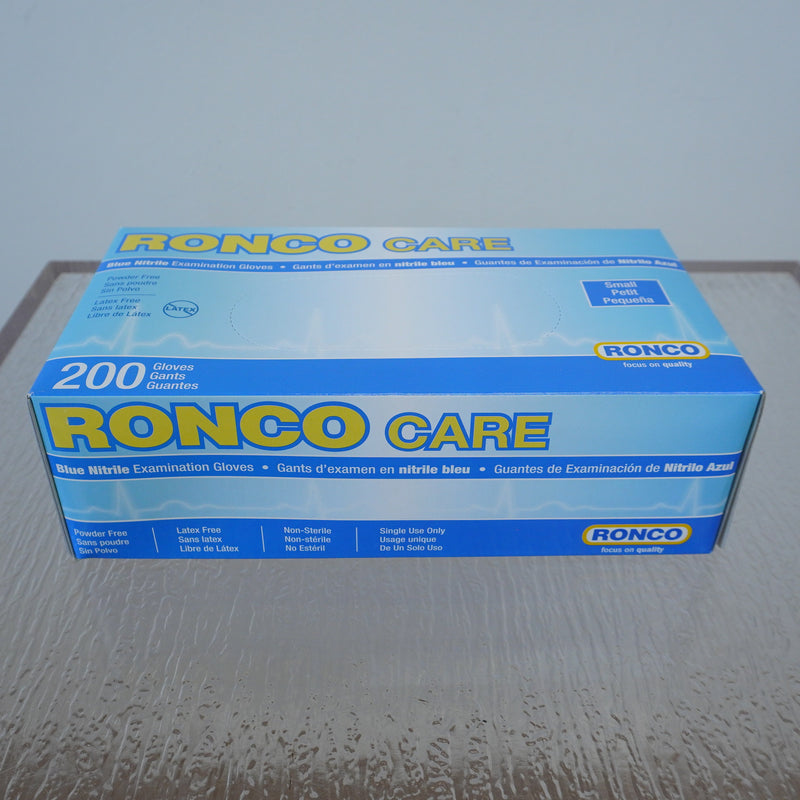 RONCO CARE
Blue Nitrile Examination Gloves • Gants d'examen en nitrile bleu • Guantes de Examinación de Nitrilo Azul
Powder Free
Sans poudre
Sin Polvo
Latex Free
Sans latex
Libre de Látex
LATEX
Small
Petit
Pequeña
RONCO
focus on quality
200 Gloves
Gants
Guantes
RONCO CARE
Blue Nitrile Examination Gloves • Gants d'examen en nitrile bleu • Guantes de Examinación de Nitrilo Azul
Powder Free
Sans poudre
Sin Polvo
Latex Free
Sans latex
Libre de Látex
Non-Sterile
Non-stérile
No Estéril
Single Use Only
Usage unique
De Un Solo Uso
RONCO
focus on quality